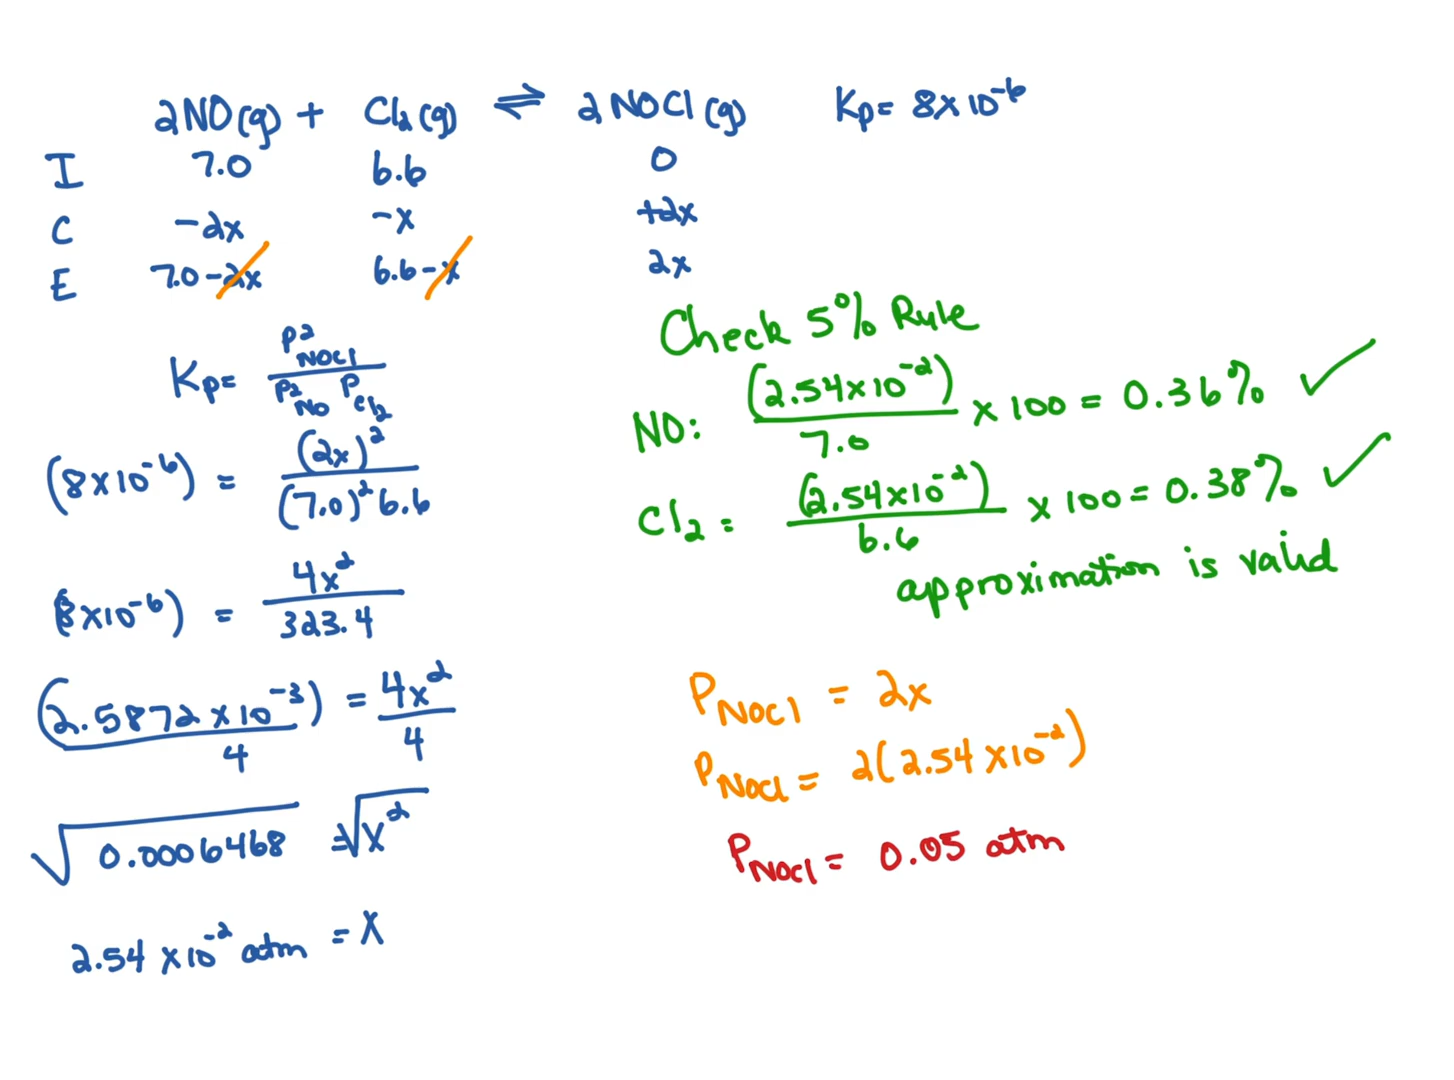 2NO(g) + Cl₂(g) ⇌ 2NOCl(g) Kp= 8x10⁻⁶
I 7.0 6.6 0
C -2x -x +2x
E 7.0-2x 6.6-x 2x
Kp= P²NOCl / P²NO PCl₂
(8x10⁻⁶) = (2x)² / (7.0)²6.6
(8x10⁻⁶) = 4x² / 323.4
(2.5872x10⁻³) / 4 = 4x² / 4
√0.0006468 = √x²
2.54 x10⁻² atm = X
Check 5% Rule
NO: (2.54x10⁻²) / 7.0 x 100 = 0.36% ✓
Cl₂ = (2.54x10⁻²) / 6.6 x 100 = 0.38% ✓
approximation is valid
PNOCl = 2x
PNOCl = 2(2.54 x10⁻²)
PNOCl = 0.05 atm